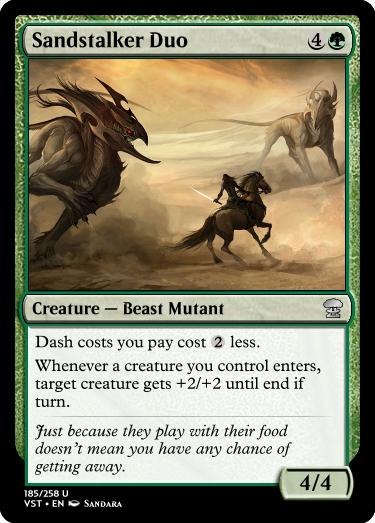 Sandstalker Duo 4
Creature — Beast Mutant
Dash costs you pay cost 2 less.
Whenever a creature you control enters,
target creature gets +2/+2 until end if
turn.
Just because they play with their food
doesn't mean you have any chance of
getting away.
4/4
185/258 U
VST • EN SANDARA